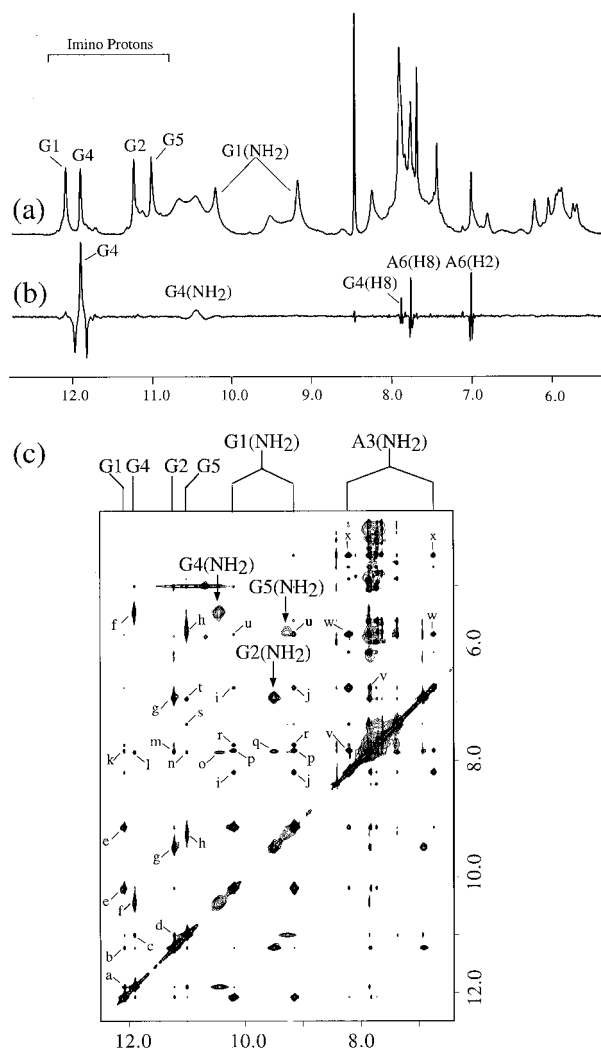 Imino Protons
G1 G4 G2 G5 G1(NH2)
(a)
G4
(b) G4(NH2) G4(H8) A6(H8) A6(H2)
12.0 11.0 10.0 9.0 8.0 7.0 6.0
(c) G1(NH2) A3(NH2)
G1 G4 G2 G5
G4(NH2) x x
f h G5(NH2) u u w w 6.0
G2(NH2)
g t i j v
s
k l m n o r q r p p v 8.0
i j
e g h
e f 10.0
d
b c
a 12.0
12.0 10.0 8.0